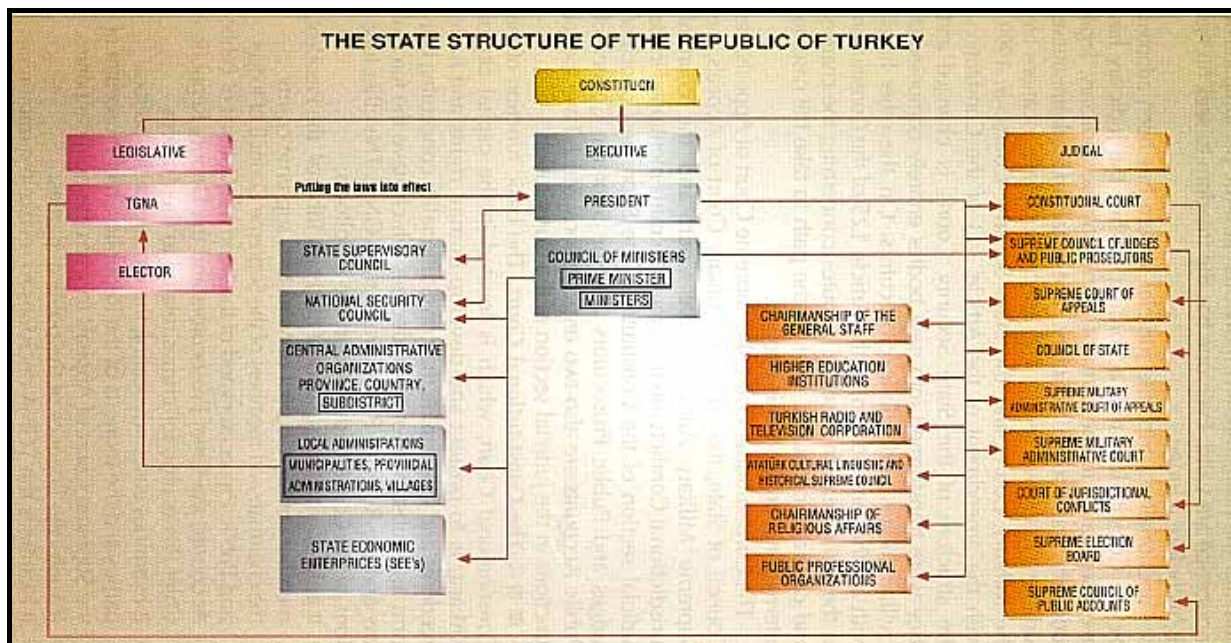 THE STATE STRUCTURE OF THE REPUBLIC OF TURKEY
CONSTITUCN
LEGISLATIVE
EXECUTIVE
JUDICAL
TGNA
Putting the laws into effect
PRESIDENT
CONSTITUONAL COURT
ELECTOR
STATE SUPERVISORY
COUNCIL
COUNCIL OF MINISTERS
PRIME MINISTER
MINISTERS
SUPREME COUNCIL OF JUDGES
AND PUBLIC PROSECUTORS
NATIONAL SECURITY
COUNCIL
CHAIRMANSHIP OF THE
GENERAL STAFF
SUPREME COURT OF
APPEALS
CENTRAL ADMINISTRATIVE
ORGANIZATIONS
PROVINCE, COUNTRY,
SUBDISTRICT
HIGHER EDUCATION
INSTITUTIONS
COUNCIL OF STATE
TURKISH RADIO AND
TELEVISION CORPORATION
SUPREME MILITARY
ADMINISTRATIVE COURT OF APPEALS
LOCAL ADMINISTRATIONS
MUNICIPALITIES, PROVINCIAL
ADMINISTRATIONS, VILLAGES
ATATÜRK CULTURAL LINGUISTIC AND
HISTORICAL SUPREME COUNCIL
SUPREME MILITARY
ADMINISTRATIVE COURT
COURT OF JURISDICTIONAL
CONFLICTS
CHAIRMANSHIP OF
RELIGIOUS AFFAIRS
SUPREME ELECTION
BOARD
STATE ECONOMIC
ENTERPRICES (SEE's)
PUBLIC PROFESSIONAL
ORGANIZATIONS
SUPREME COUNCIL OF
PUBLIC ACCOUNTS